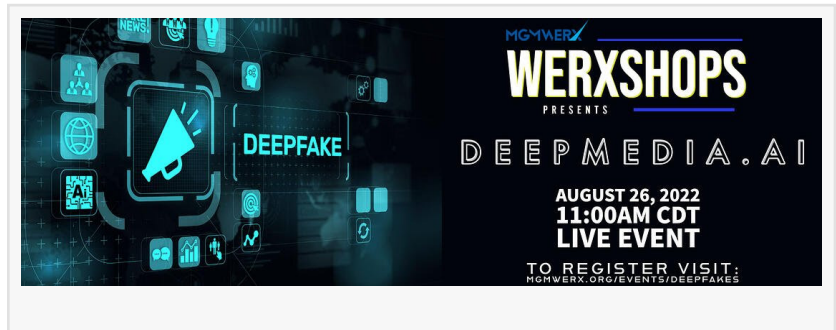 NEWS.
Ai
DEEPFAKE
MGMWERX
WERXSHOPS
PRESENTS
DEEPMEDIA.AI
AUGUST 26, 2022
11:00AM CDT
LIVE EVENT
TO REGISTER VISIT:
MGMWERX.ORG/EVENTS/DEEPFAKES